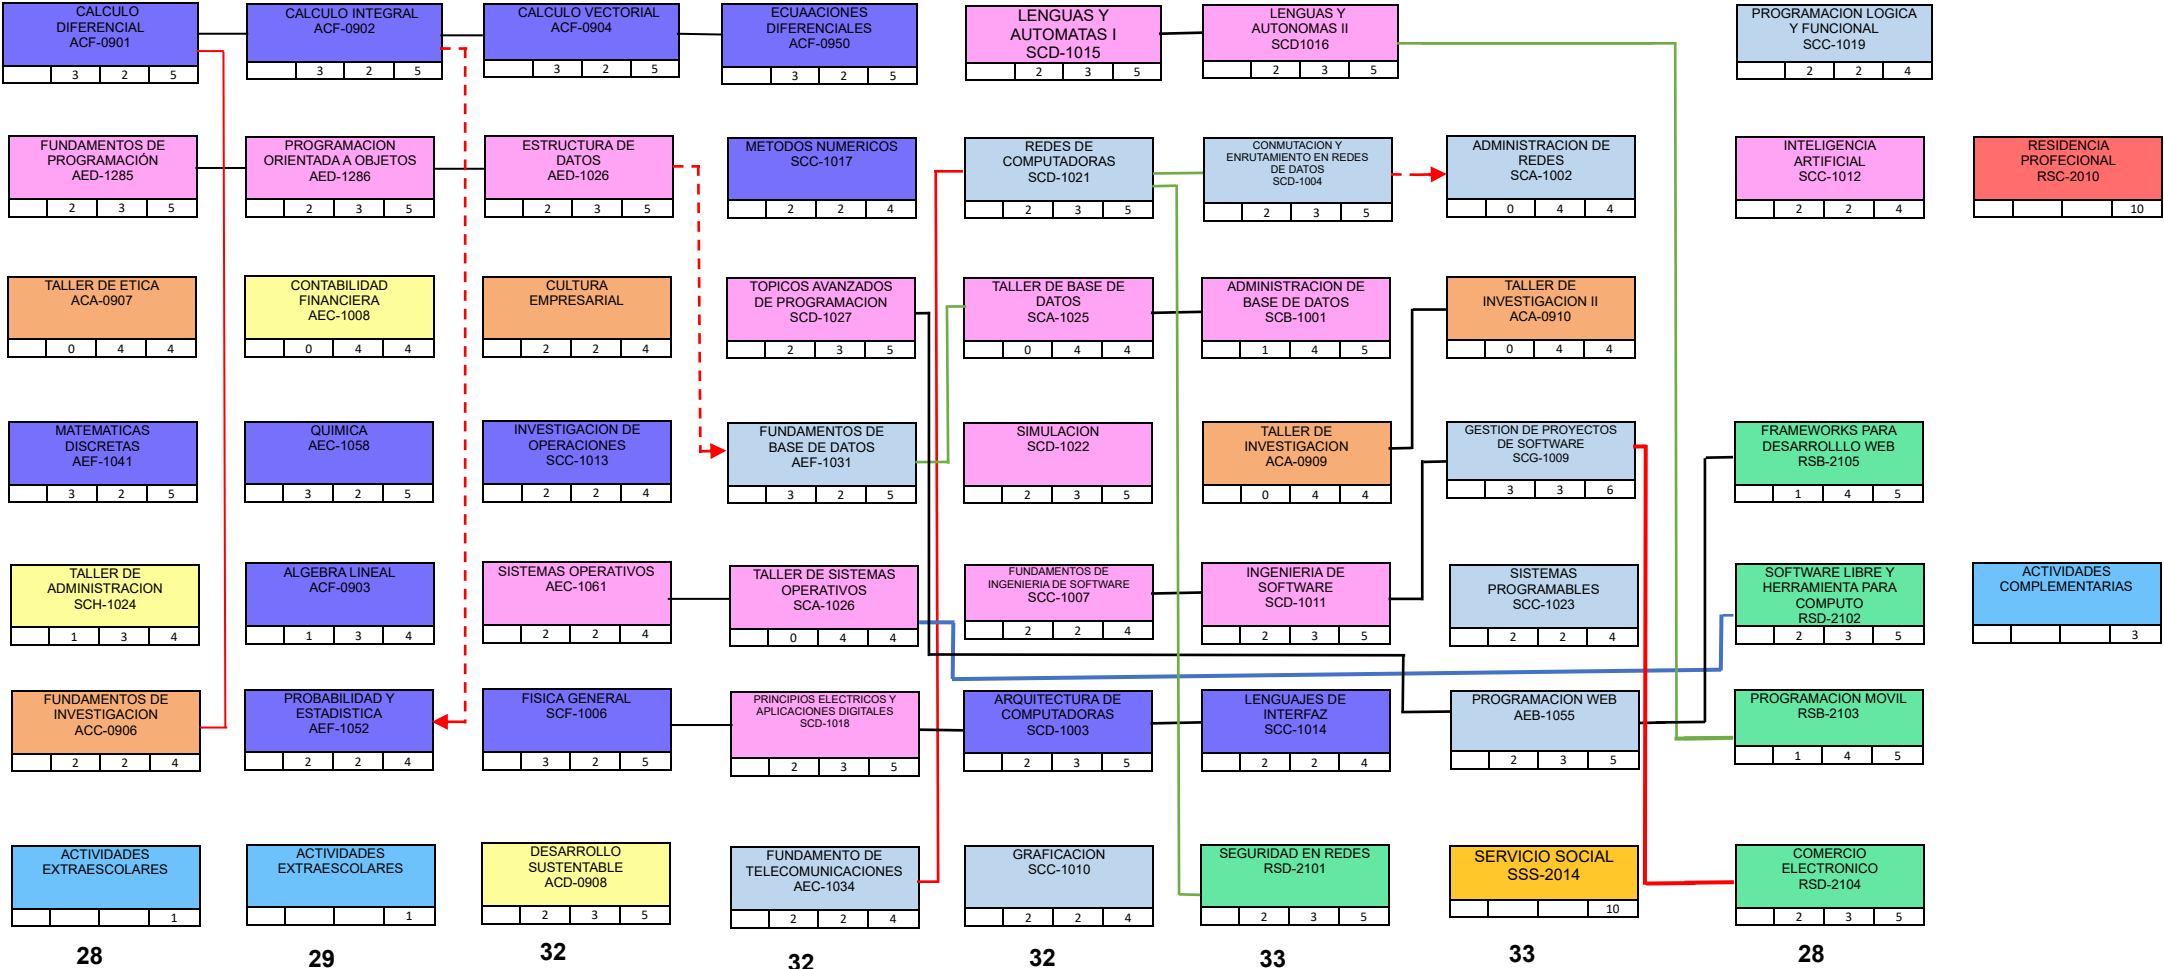 CALCULO
DIFERENCIAL
ACF-0901
3 2 5
CALCULO INTEGRAL
ACF-0902
3 2 5
CALCULO VECTORIAL
ACF-0904
3 2 5
ECUAACIONES
DIFERENCIALES
ACF-0950
3 2 5
LENGUAS Y
AUTOMATAS I
SCD-1015
2 3 5
LENGUAS Y
AUTONOMAS II
SCD1016
2 3 5
PROGRAMACION LOGICA
Y FUNCIONAL
SCC-1019
2 2 4
FUNDAMENTOS DE
PROGRAMACIÓN
AED-1285
2 3 5
PROGRAMACION
ORIENTADA A OBJETOS
AED-1286
2 3 5
ESTRUCTURA DE
DATOS
AED-1026
2 3 5
METODOS NUMERICOS
SCC-1017
2 2 4
REDES DE
COMPUTADORAS
SCD-1021
2 3 5
CONMUTACION Y
ENRUTAMIENTO EN REDES
DE DATOS
SCD-1004
2 3 5
ADMINISTRACION DE
REDES
SCA-1002
0 4 4
INTELIGENCIA
ARTIFICIAL
SCC-1012
2 2 4
RESIDENCIA
PROFECIONAL
RSC-2010
10
TALLER DE ETICA
ACA-0907
0 4 4
CONTABILIDAD
FINANCIERA
AEC-1008
0 4 4
CULTURA
EMPRESARIAL
2 2 4
TOPICOS AVANZADOS
DE PROGRAMACION
SCD-1027
2 3 5
TALLER DE BASE DE
DATOS
SCA-1025
0 4 4
ADMINISTRACION DE
BASE DE DATOS
SCB-1001
1 4 5
TALLER DE
INVESTIGACION II
ACA-0910
0 4 4
MATEMATICAS
DISCRETAS
AEF-1041
3 2 5
QUIMICA
AEC-1058
3 2 5
INVESTIGACION DE
OPERACIONES
SCC-1013
2 2 4
FUNDAMENTOS DE
BASE DE DATOS
AEF-1031
3 2 5
SIMULACION
SCD-1022
2 3 5
TALLER DE
INVESTIGACION
ACA-0909
0 4 4
GESTION DE PROYECTOS
DE SOFTWARE
SCG-1009
3 3 6
FRAMEWORKS PARA
DESARROLLLO WEB
RSB-2105
1 4 5
TALLER DE
ADMINISTRACION
SCH-1024
1 3 4
ALGEBRA LINEAL
ACF-0903
1 3 4
SISTEMAS OPERATIVOS
AEC-1061
2 2 4
TALLER DE SISTEMAS
OPERATIVOS
SCA-1026
0 4 4
FUNDAMENTOS DE
INGENIERIA DE SOFTWARE
SCC-1007
2 2 4
INGENIERIA DE
SOFTWARE
SCD-1011
2 3 5
SISTEMAS
PROGRAMABLES
SCC-1023
2 2 4
SOFTWARE LIBRE Y
HERRAMIENTA PARA
COMPUTO
RSD-2102
2 3 5
ACTIVIDADES
COMPLEMENTARIAS
3
FUNDAMENTOS DE
INVESTIGACION
ACC-0906
2 2 4
PROBABILIDAD Y
ESTADISTICA
AEF-1052
2 2 4
FISICA GENERAL
SCF-1006
3 2 5
PRINCIPIOS ELECTRICOS Y
APLICACIONES DIGITALES
SCD-1018
2 3 5
ARQUITECTURA DE
COMPUTADORAS
SCD-1003
2 3 5
LENGUAJES DE
INTERFAZ
SCC-1014
2 2 4
PROGRAMACION WEB
AEB-1055
2 3 5
PROGRAMACION MOVIL
RSB-2103
1 4 5
ACTIVIDADES
EXTRAESCOLARES
1
ACTIVIDADES
EXTRAESCOLARES
1
DESARROLLO
SUSTENTABLE
ACD-0908
2 3 5
FUNDAMENTO DE
TELECOMUNICACIONES
AEC-1034
2 2 4
GRAFICACION
SCC-1010
2 2 4
SEGURIDAD EN REDES
RSD-2101
2 3 5
SERVICIO SOCIAL
SSS-2014
10
COMERCIO
ELECTRONICO
RSD-2104
2 3 5
28 29 32 32 32 33 33 28